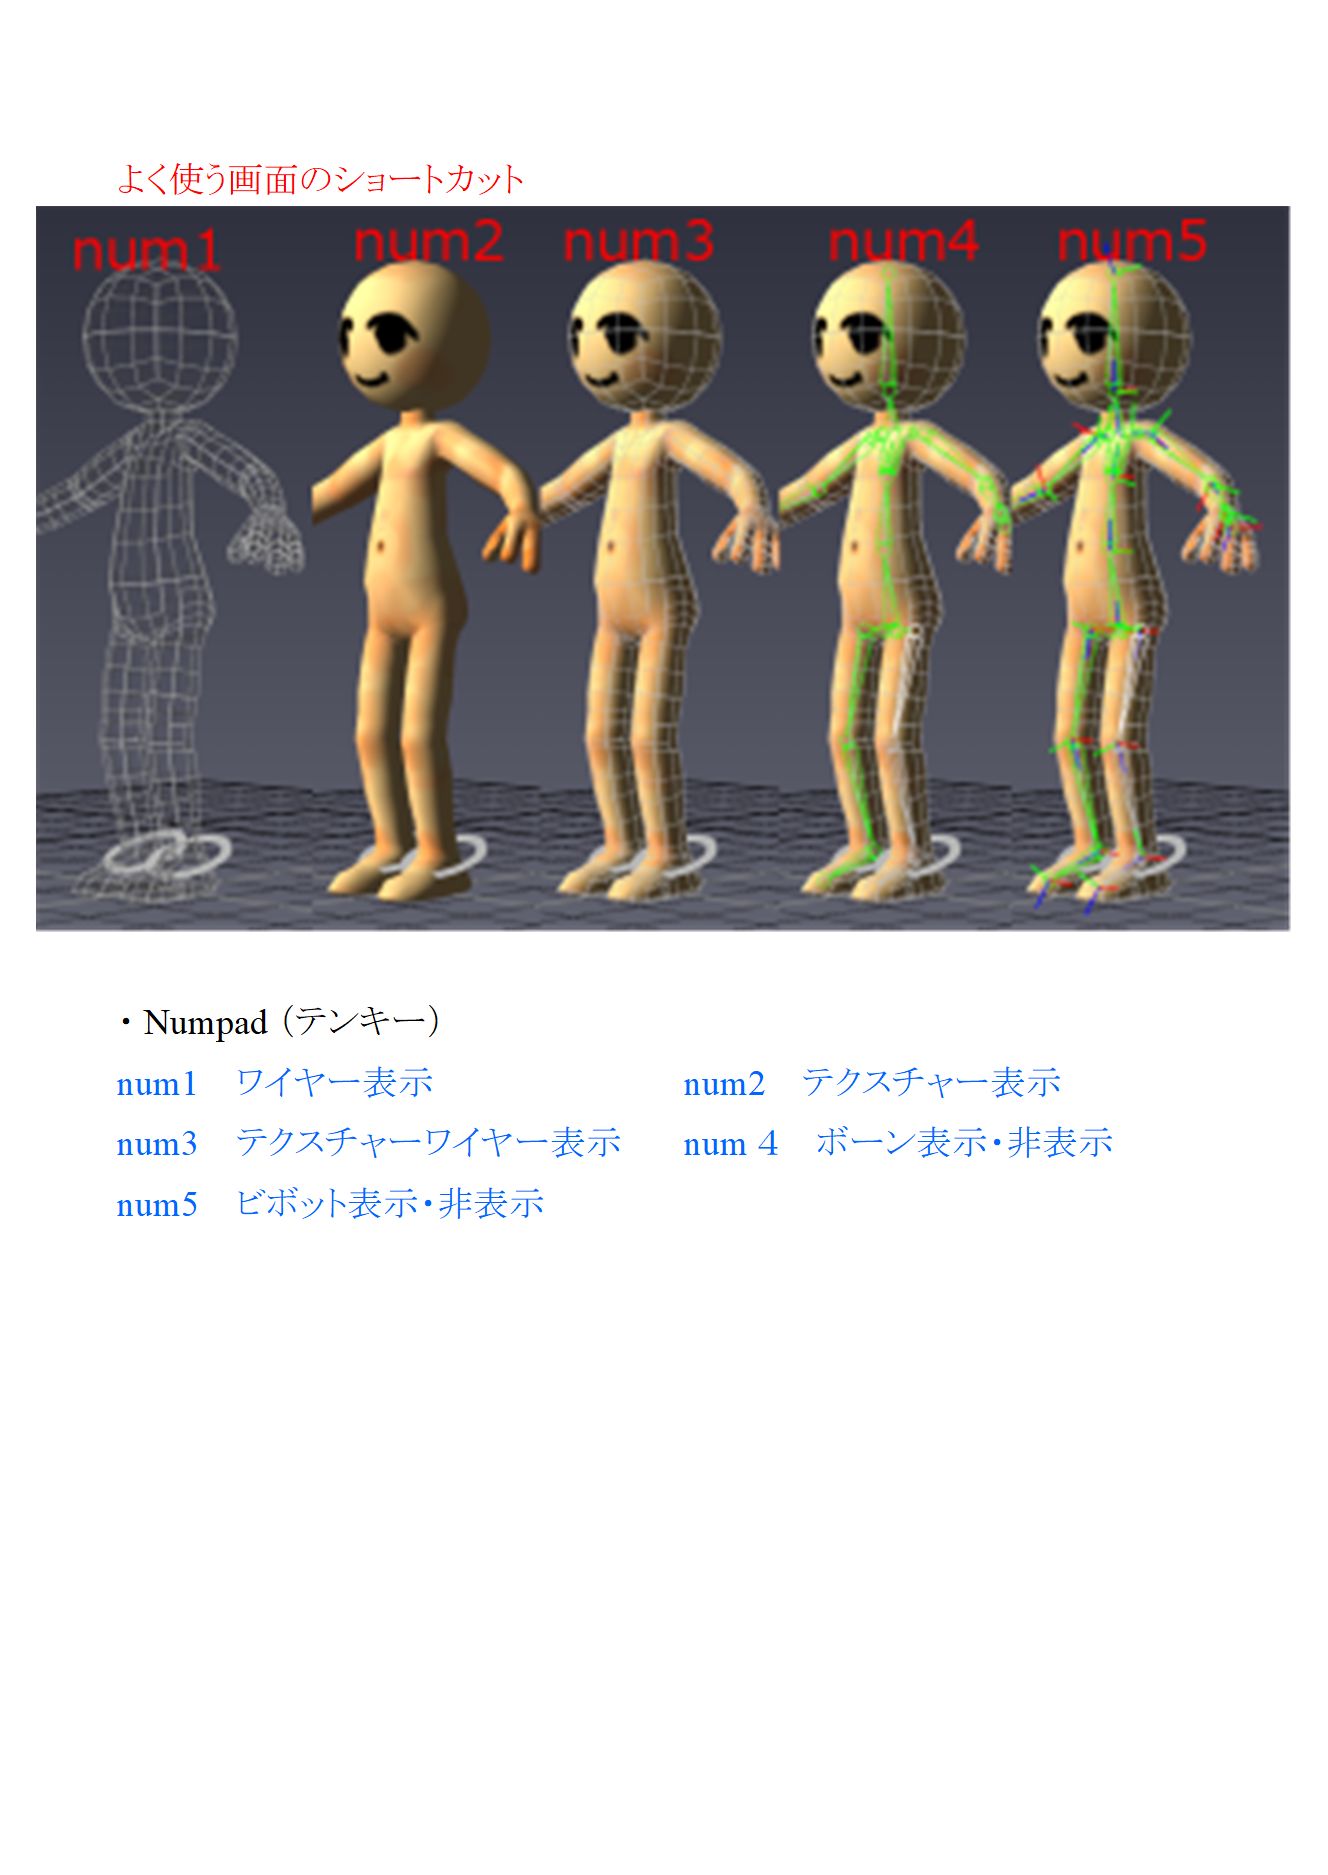 よく使う画面のショートカット
num1 num2 num3 num4 num5
・Numpad（テンキー）
num1　ワイヤー表示　num2　テクスチャー表示
num3　テクスチャーワイヤー表示　num４　ボーン表示・非表示
num5　ビボット表示・非表示